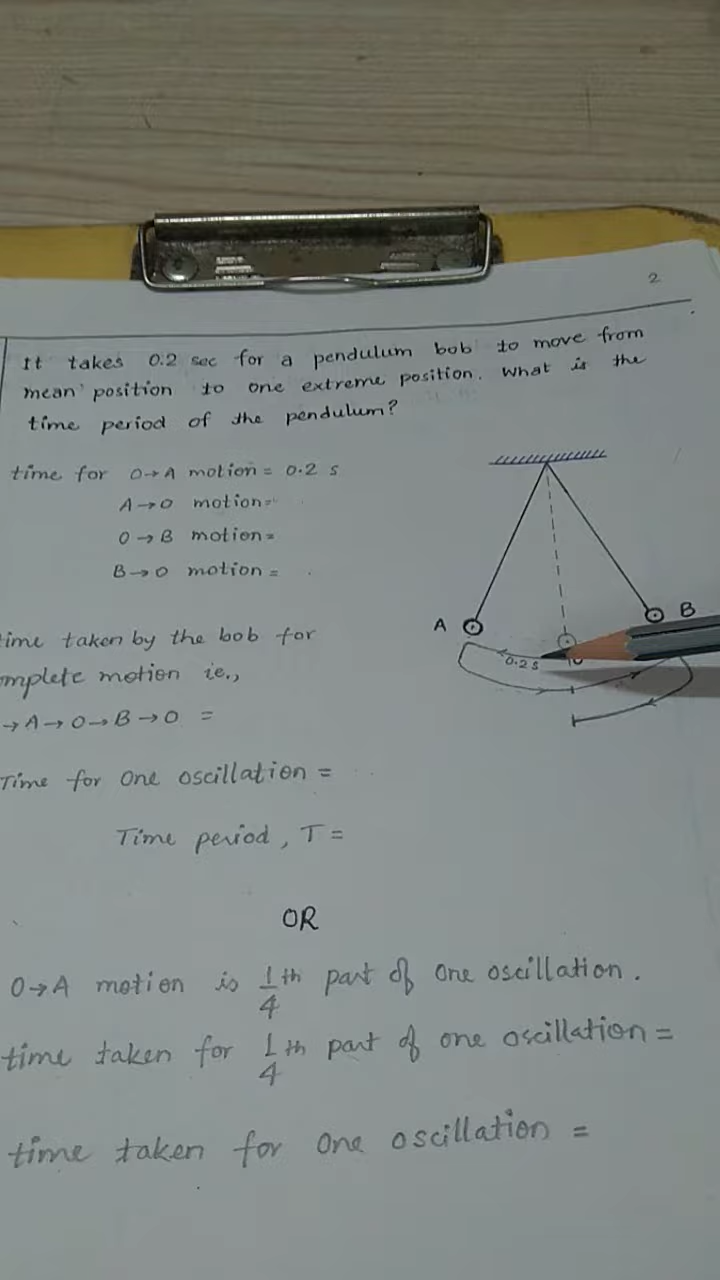 2
It takes 0.2 sec for a pendulum bob to move from
mean position to one extreme position. What is the
time period of the pendulum?
time for O→A motion = 0.2 s
A→O motion=
O→B motion=
B→O motion=
A
B
0.2 s
ime taken by the bob for
omplete motion ie.,
→A→O→B→O =
Time for one oscillation =
Time period, T =
OR
O→A motion is 1/4 th part of one oscillation.
time taken for 1/4 th part of one oscillation =
time taken for one oscillation =